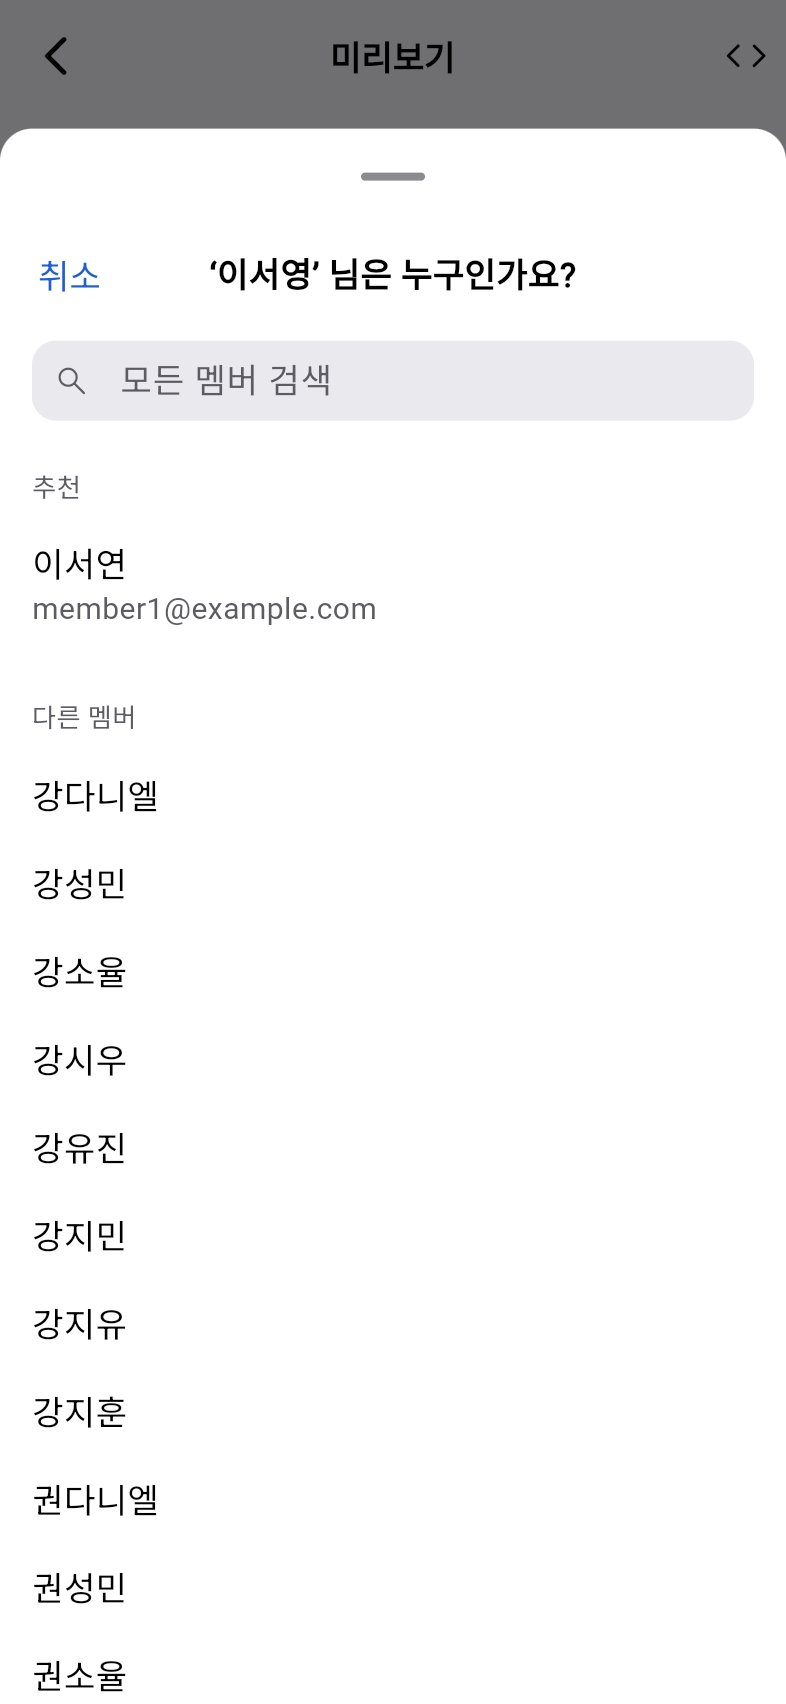 미리보기
취소
‘이서영’ 님은 누구인가요?
모든 멤버 검색
추천
이서연
member1@example.com
다른 멤버
강다니엘
강성민
강소율
강시우
강유진
강지민
강지유
강지훈
권다니엘
권성민
권소율